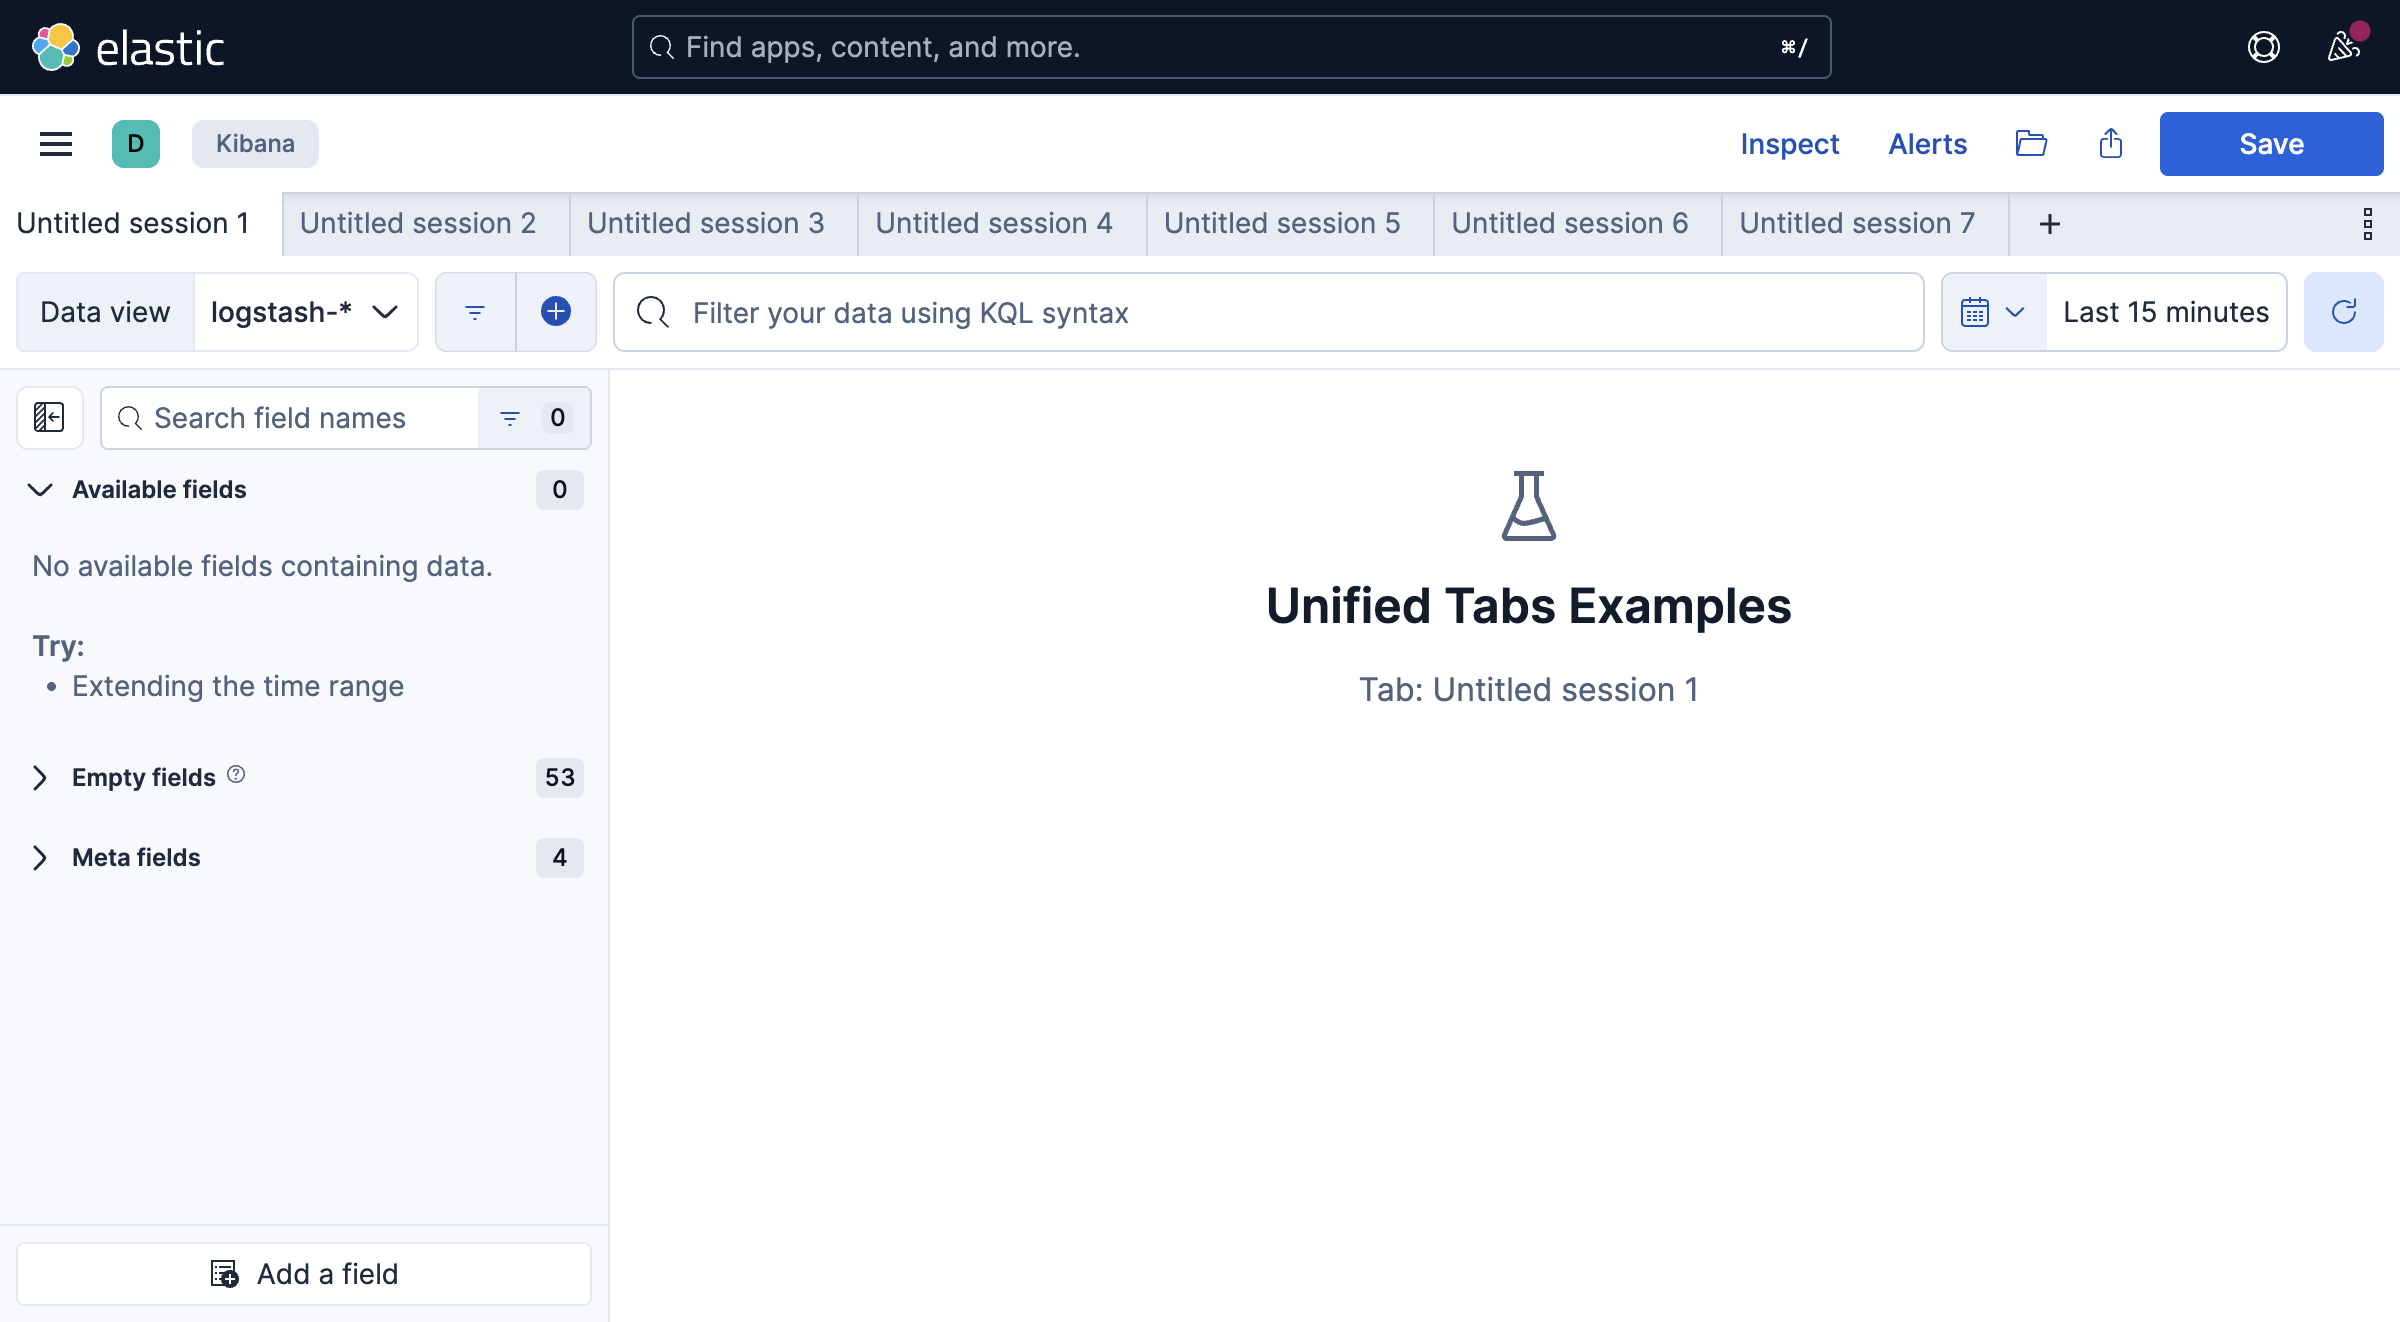 elastic
Find apps, content, and more.
⌘/
D
Kibana
Inspect
Alerts
Save
Untitled session 1
Untitled session 2
Untitled session 3
Untitled session 4
Untitled session 5
Untitled session 6
Untitled session 7
Data view
logstash-*
Filter your data using KQL syntax
Last 15 minutes
Search field names
0
Available fields
0
No available fields containing data.
Try:
• Extending the time range
Empty fields
53
Meta fields
4
Add a field
Unified Tabs Examples
Tab: Untitled session 1